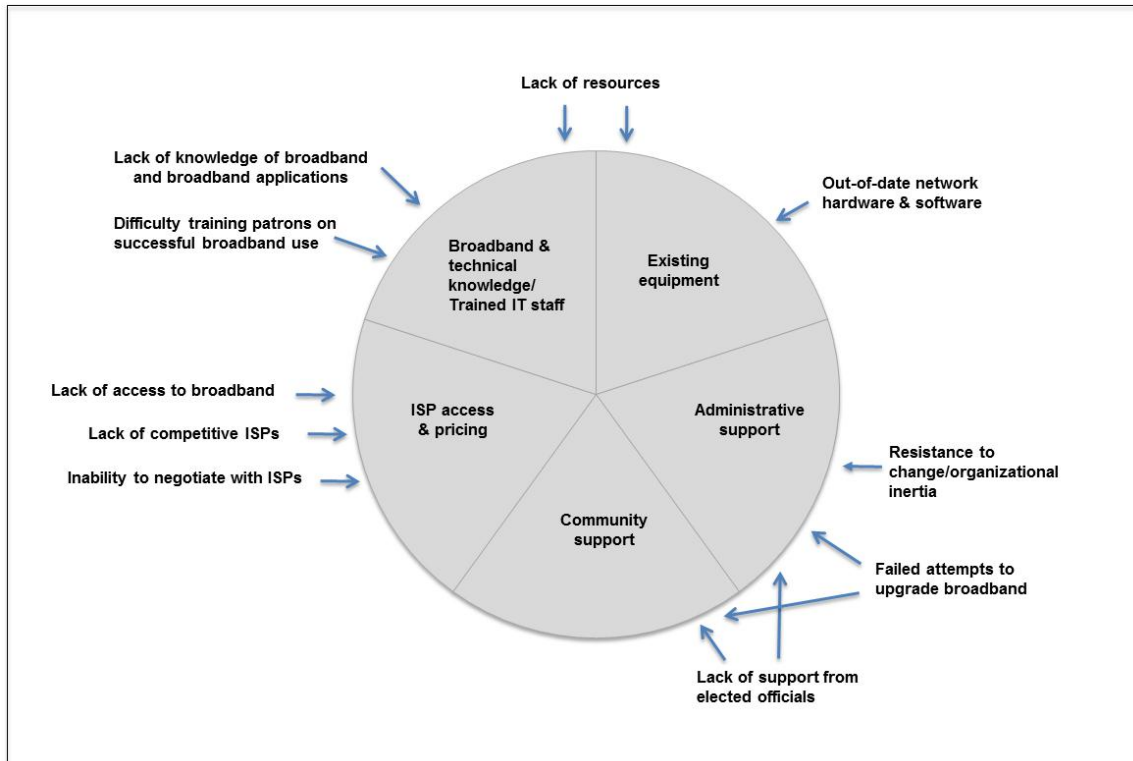 Lack of resources
Lack of knowledge of broadband
and broadband applications
Out-of-date network
hardware & software
Difficulty training patrons on
successful broadband use
Broadband &
technical
knowledge/
Trained IT staff
Existing
equipment
Lack of access to broadband
Lack of competitive ISPs
Inability to negotiate with ISPs
ISP access
& pricing
Administrative
support
Resistance to
change/organizational
inertia
Community
support
Failed attempts to
upgrade broadband
Lack of support from
elected officials